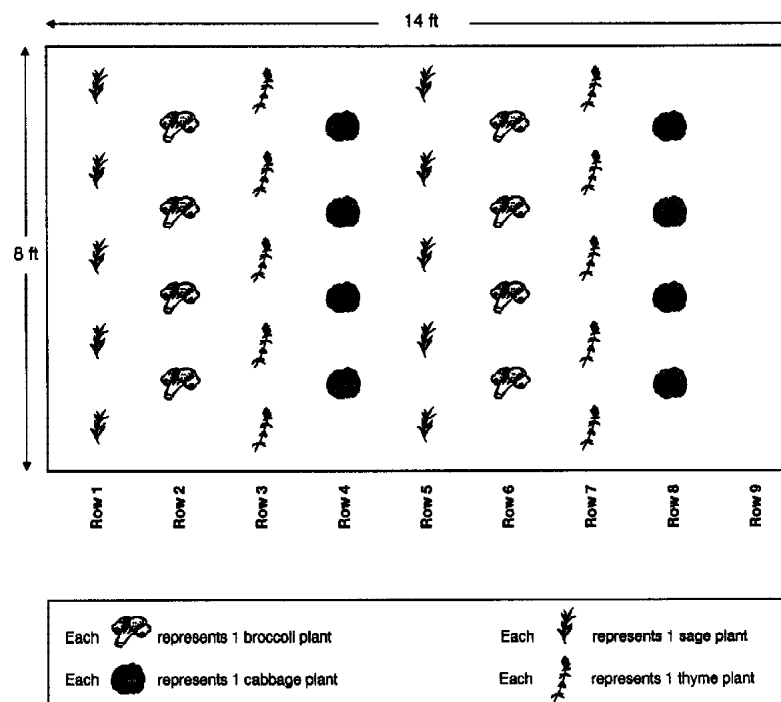 14 ft
8 ft
Row 1
Row 2
Row 3
Row 4
Row 5
Row 6
Row 7
Row 8
Row 9
Each represents 1 broccoli plant
Each represents 1 sage plant
Each represents 1 cabbage plant
Each represents 1 thyme plant